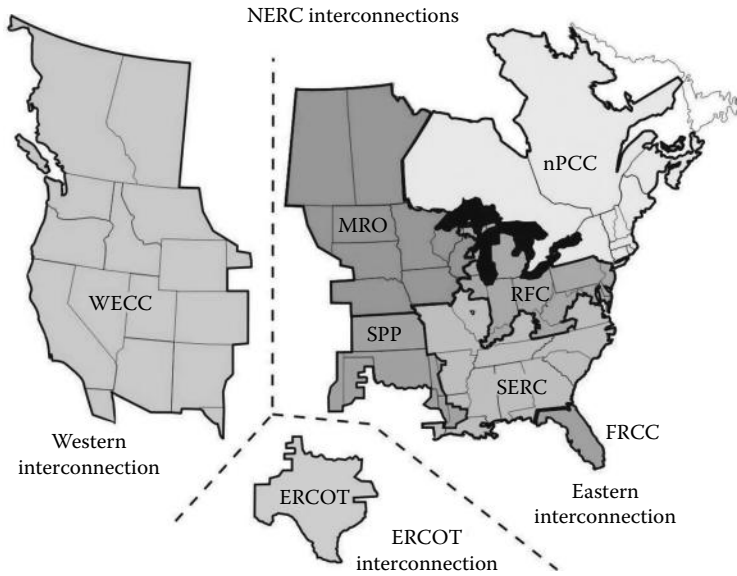 NERC interconnections
nPCC
MRO
WECC
RFC
SPP
SERC
FRCC
Western
interconnection
ERCOT
Eastern
interconnection
ERCOT
interconnection